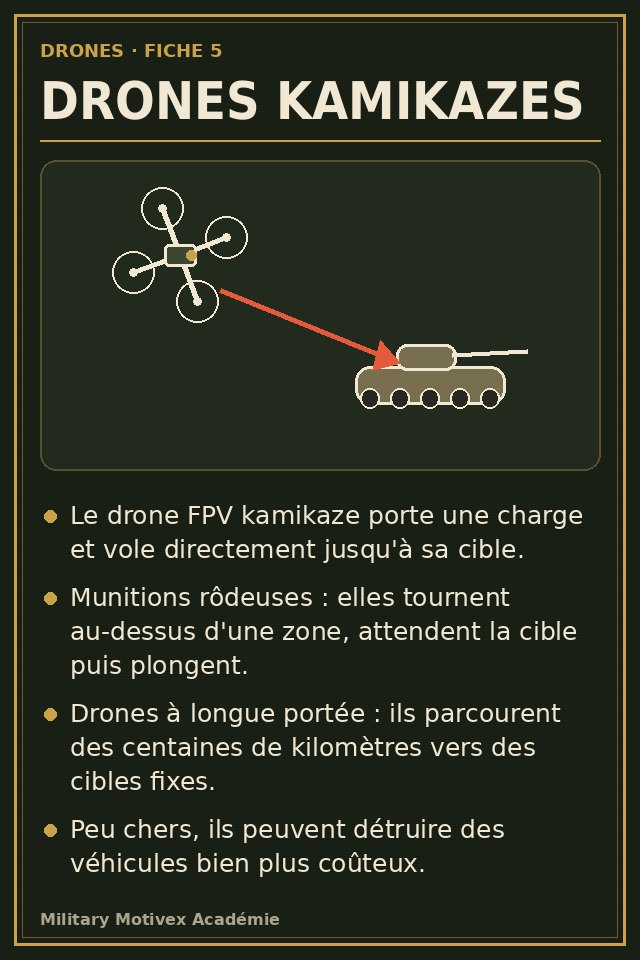 DRONES · FICHE 5
DRONES KAMIKAZES
Le drone FPV kamikaze porte une charge
et vole directement jusqu'à sa cible.
Munitions rôdeuses : elles tournent
au-dessus d'une zone, attendent la cible
puis plongent.
Drones à longue portée : ils parcourent
des centaines de kilomètres vers des
cibles fixes.
Peu chers, ils peuvent détruire des
véhicules bien plus coûteux.
Military Motivex Académie